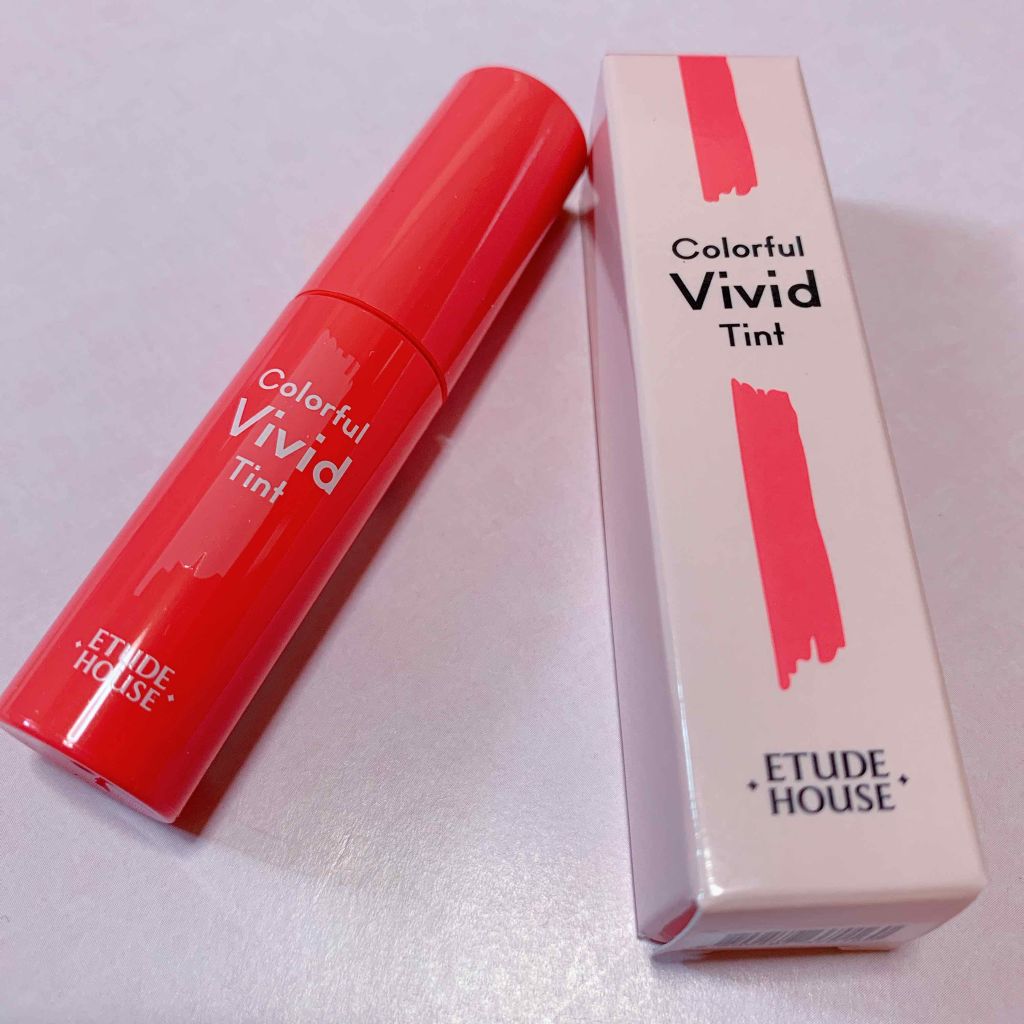 Colorful
Vivid
Tint
ETUDE
HOUSE
Colorful
Vivid
Tint
ETUDE
HOUSE